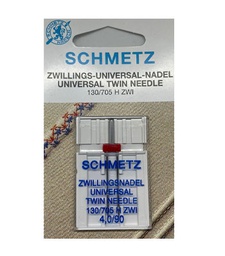 SCHMETZ
ZWILLINGS-UNIVERSAL-NADEL
UNIVERSAL TWIN NEEDLE
130/705 H ZWI
SCHMETZ
ZWILLINGSNADEL
UNIVERSAL
TWIN NEEDLE
130/705 H ZWI
4,0/90